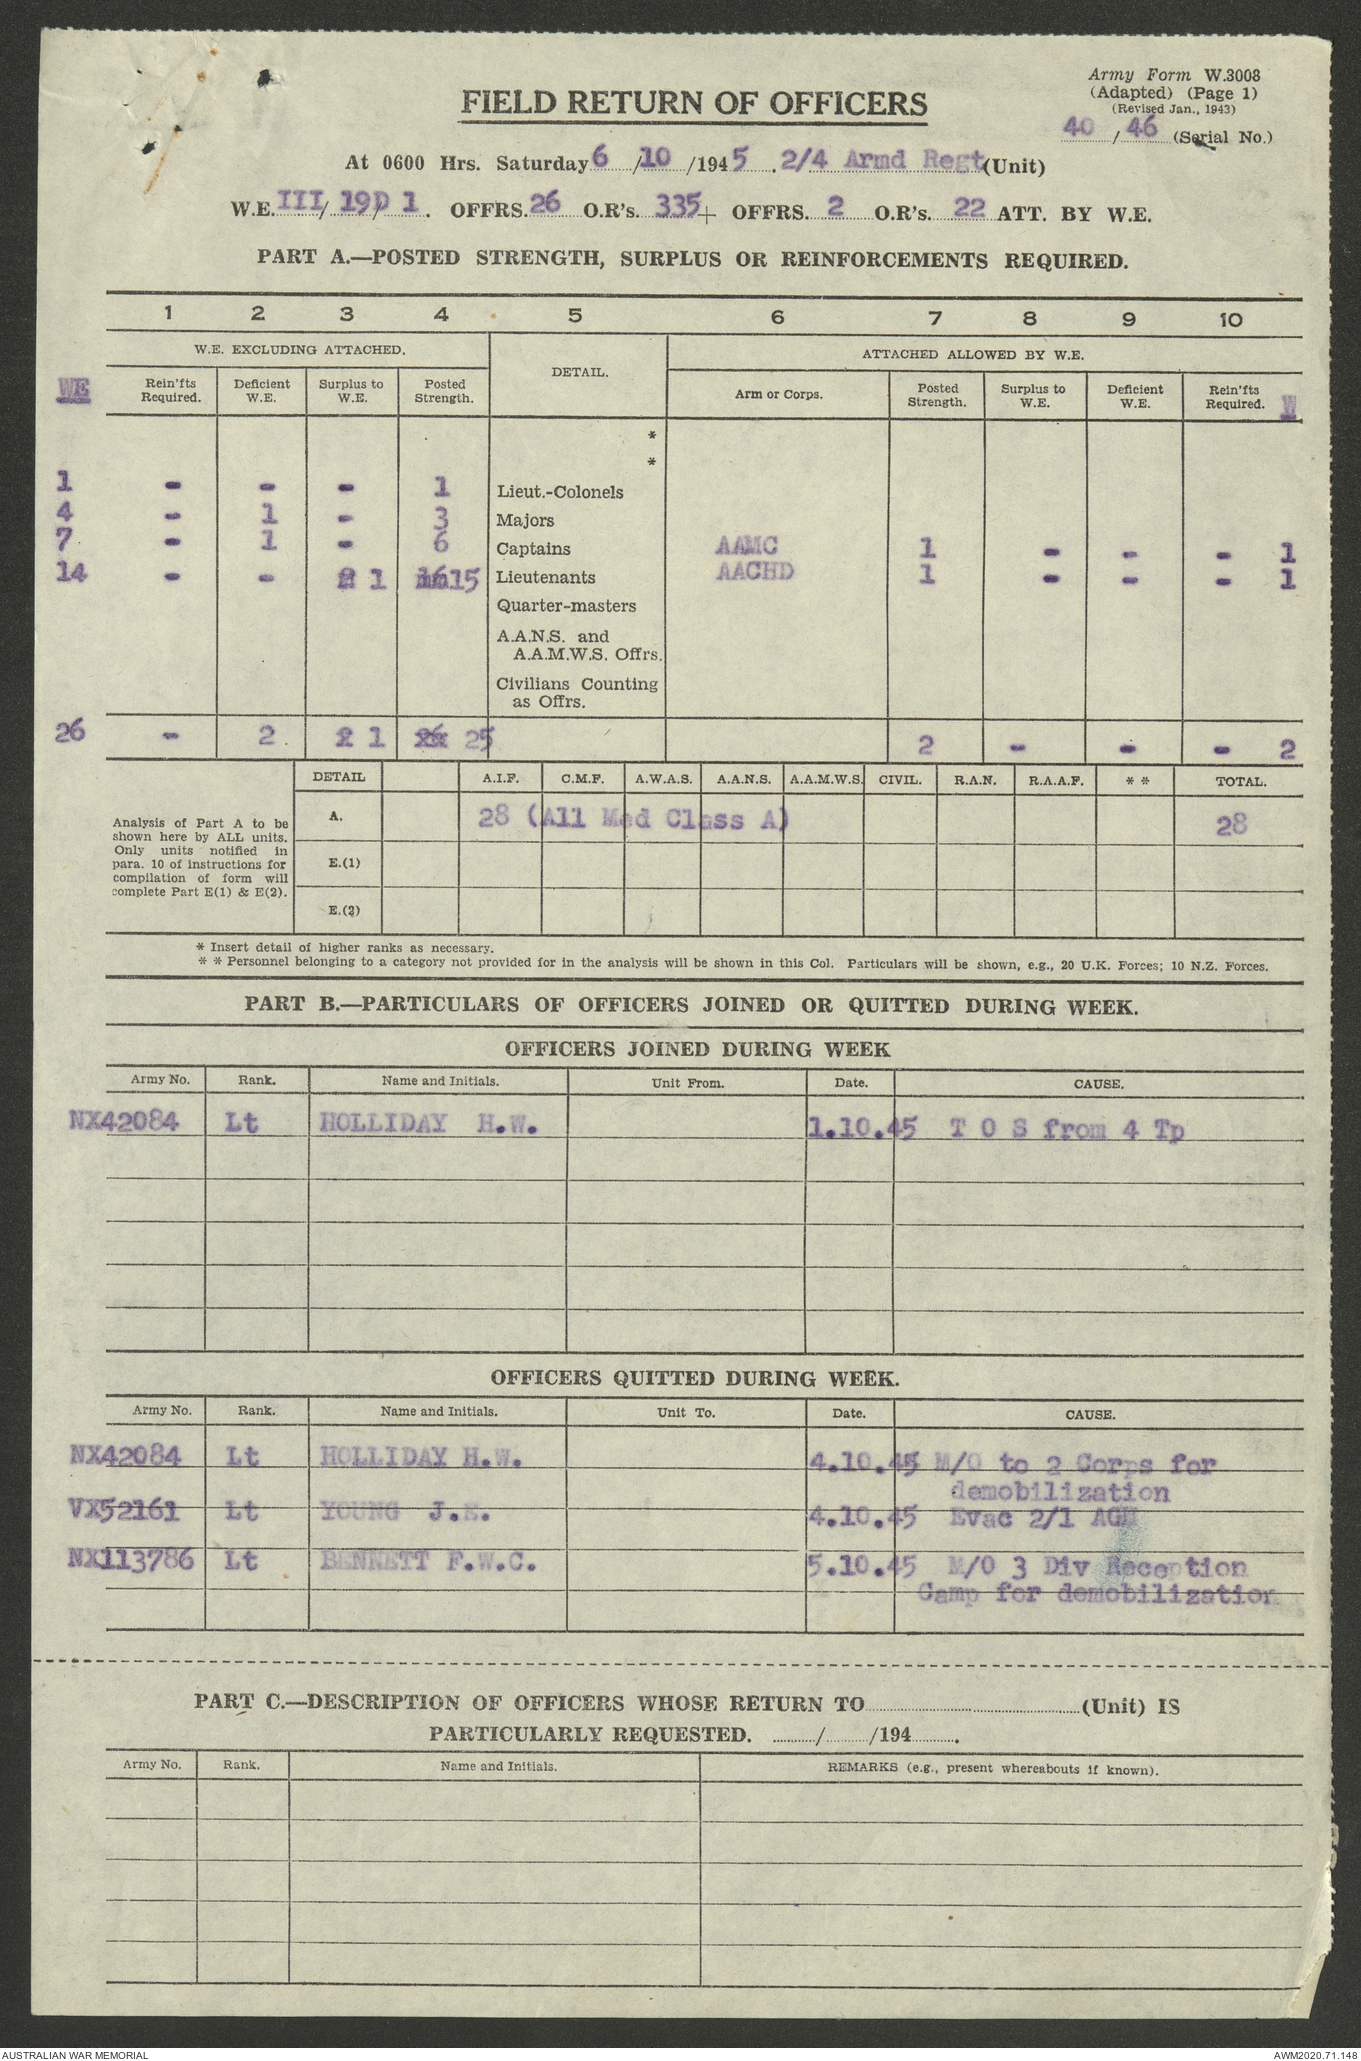 Army Form W.3008
(Adapted) (Page 1)
(Revised Jan., 1943)
FIELD RETURN OF OFFICERS
40 / 46 (Serial No.)
At 0600 Hrs. Saturday 6 /10 /1945 . 2/4 Armd Regt (Unit)
W.E. III/ 19D/ 1 . OFFRS. 26 O.R's. 335 + OFFRS. 2 O.R's. 22 ATT. BY W.E.
PART A.—POSTED STRENGTH, SURPLUS OR REINFORCEMENTS REQUIRED.
1 2 3 4 5 6 7 8 9 10
W.E. EXCLUDING ATTACHED. DETAIL. ATTACHED ALLOWED BY W.E.
WE Rein'fts Required. Deficient W.E. Surplus to W.E. Posted Strength. Arm or Corps. Posted Strength. Surplus to W.E. Deficient W.E. Rein'fts Required. W
*
*
1 - - - 1 Lieut.-Colonels
4 - 1 - 3 Majors
7 - 1 - 6 Captains AAMC 1 - - - 1
14 - - 1 15 Lieutenants AACHD 1 - - - 1
Quarter-masters
A.A.N.S. and
A.A.M.W.S. Offrs.
Civilians Counting
as Offrs.
26 - 2 . 1 25 2 - - - 2
DETAIL A.I.F. C.M.F. A.W.A.S. A.A.N.S. A.A.M.W.S. CIVIL. R.A.N. R.A.A.F. * * TOTAL.
Analysis of Part A to be
shown here by ALL units.
Only units notified in
para. 10 of instructions for
compilation of form will
complete Part E(1) & E(2).
A. 28 (All Med Class A) 28
E.(1)
E.(2)
* Insert detail of higher ranks as necessary.
* * Personnel belonging to a category not provided for in the analysis will be shown in this Col. Particulars will be shown, e.g., 20 U.K. Forces; 10 N.Z. Forces.
PART B.—PARTICULARS OF OFFICERS JOINED OR QUITTED DURING WEEK.
OFFICERS JOINED DURING WEEK
Army No. Rank. Name and Initials. Unit From. Date. CAUSE.
NX42084 Lt HOLLIDAY H.W. 1.10.45 T O S from 4 Tp
OFFICERS QUITTED DURING WEEK.
Army No. Rank. Name and Initials. Unit To. Date. CAUSE.
NX42084 Lt HOLLIDAY H.W. 4.10.45 M/O to 2 Corps for
demobilization
VX52161 Lt YOUNG J.E. 4.10.45 Evac 2/1 AGH
NX113786 Lt BENNETT F.W.C. 5.10.45 M/O 3 Div Reception
Camp for demobilization
PART C.—DESCRIPTION OF OFFICERS WHOSE RETURN TO (Unit) IS
PARTICULARLY REQUESTED. / /194 .
Army No. Rank. Name and Initials. REMARKS (e.g., present whereabouts if known).
AUSTRALIAN WAR MEMORIAL AWM2020.71.148